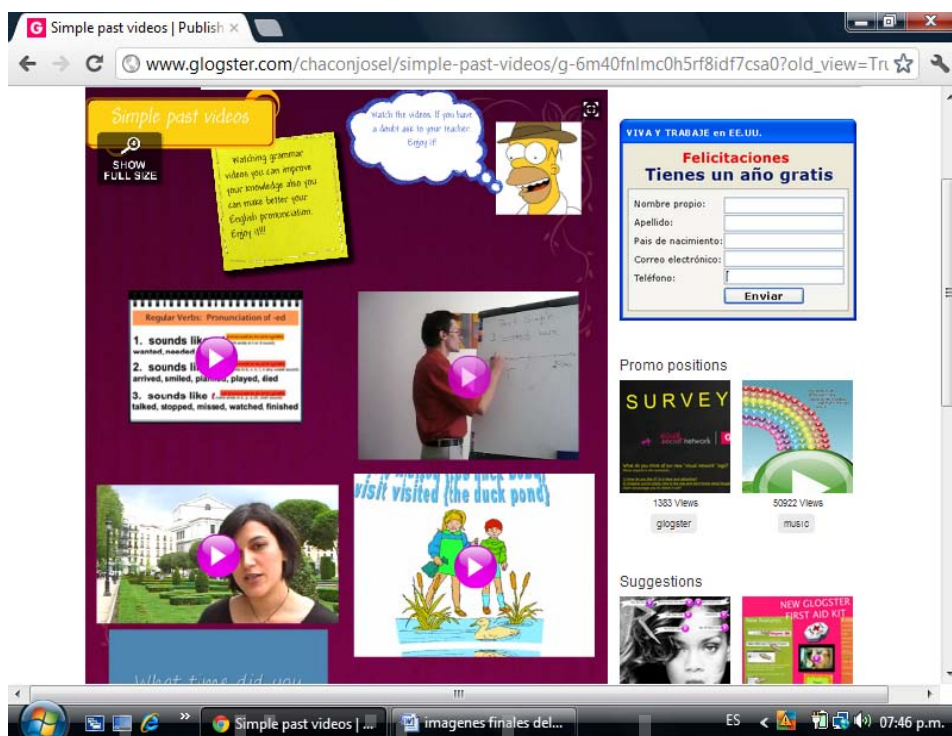 Simple past videos | Publish
www.glogster.com/chaconjosel/simple-past-videos/g-6m40fnlmc0h5rf8idf7csa0?old_view=Tru
Simple past videos
SHOW
FULL SIZE
Watching grammar
videos you can improve
your knowledge also you
can make better your
English pronunciation.
Enjoy it!!!
Watch the videos. If you have
a doubt ask to your teacher.
Enjoy it!
VIVA Y TRABAJE en EE.UU.
Felicitaciones
Tienes un año gratis
Nombre propio:
Apellido:
Pais de nacimiento:
Correo electrónico:
Teléfono:
Enviar
Regular Verbs: Pronunciation of -ed
1. sounds like
wanted, needed
2. sounds li
arrived, smiled, planned, played, died
3. sounds like t
talked, stopped, missed, watched finished
visit visited {the duck pond}
What time did you
Promo positions
SURVEY
social network
1383 Views
50922 Views
glogster
music
Suggestions
NEW GLOGSTER
FIRST AID KIT
Simple past videos | ...
imagenes finales del...
ES
07:46 p.m.